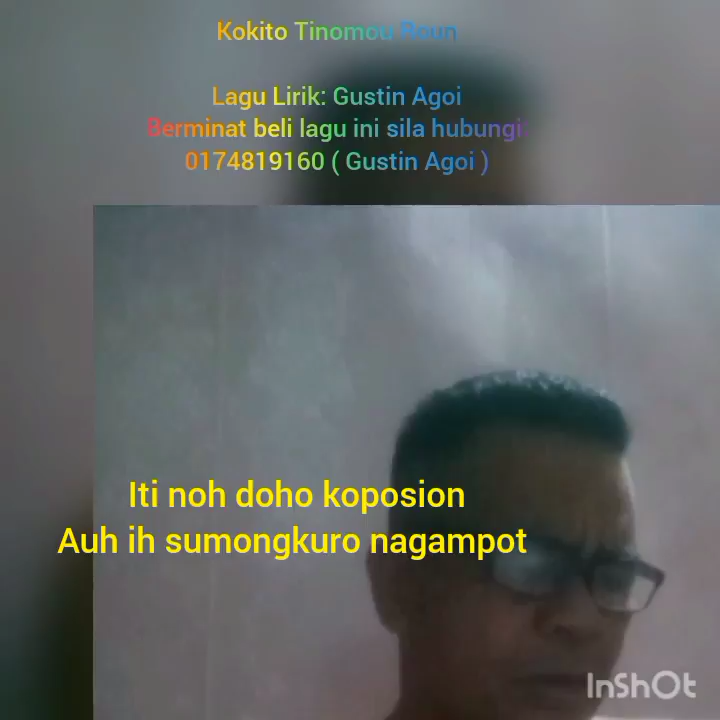 Kokito Tinomou Roun
Lagu Lirik: Gustin Agoi
Berminat beli lagu ini sila hubungi:
0174819160 ( Gustin Agoi )
Iti noh doho koposion
Auh ih sumongkuro nagampot
InShOt